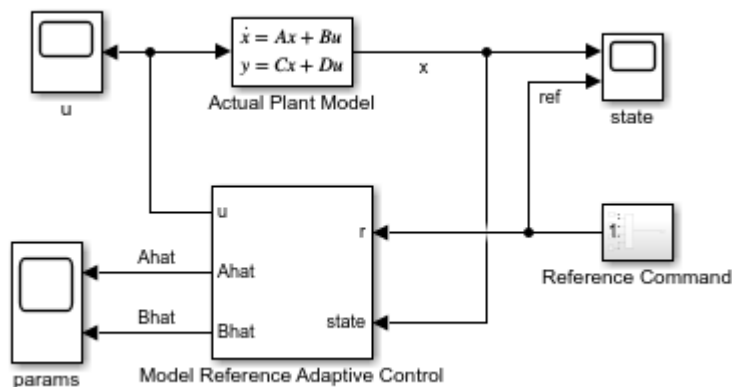 ẋ = Ax + Bu
y = Cx + Du
u
Actual Plant Model
x
ref
state
u
r
1
Ahat
Ahat
Reference Command
Bhat
Bhat
state
params
Model Reference Adaptive Control